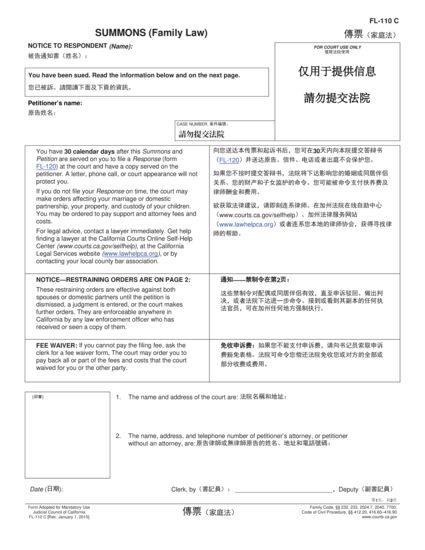 FL-110 C
SUMMONS (Family Law)
傳票（家庭法）
NOTICE TO RESPONDENT (Name):
被告通知書（姓名）:
FOR COURT USE ONLY
僅限法院使用
仅用于提供信息
請勿提交法院
You have been sued. Read the information below and on the next page.
您已被訴。請閱讀下面及下頁的資訊。
Petitioner's name:
原告姓名:
CASE NUMBER 案件編號:
請勿提交法院
You have 30 calendar days after this Summons and
Petition are served on you to file a Response (form
FL-120) at the court and have a copy served on the
petitioner. A letter, phone call, or court appearance will not
protect you.
If you do not file your Response on time, the court may
make orders affecting your marriage or domestic
partnership, your property, and custody of your children.
You may be ordered to pay support and attorney fees and
costs.
For legal advice, contact a lawyer immediately. Get help
finding a lawyer at the California Courts Online Self-Help
Center (www.courts.ca.gov/selfhelp), at the California
Legal Services website (www.lawhelpca.org), or by
contacting your local county bar association.
向您送达本传票和起诉书后，您可在30天内向本院提交答辩书
（FL-120）并送达原告。信件、电话或者出庭不会保护您。
如果您不按时提交答辩书，法院将下达影响您的婚姻或同居伴侣
关系、您的财产和子女监护的命令。您可能被命令支付扶养费及
律师酬金和费用。
欲获取法律建议，请即刻连系律师。在加州法院在线自助中心
（www.courts.ca.gov/selfhelp）、加州法律服务网站
（www.lawhelpca.org）或者连系您本地的律师协会，获得寻找律
师的帮助。
NOTICE—RESTRAINING ORDERS ARE ON PAGE 2:
These restraining orders are effective against both
spouses or domestic partners until the petition is
dismissed, a judgment is entered, or the court makes
further orders. They are enforceable anywhere in
California by any law enforcement officer who has
received or seen a copy of them.
通知——禁制令在第2页:
这些禁制令对配偶或同居伴侣有效，直至申诉驳回、做出判
决，或者法院下达进一步命令。接到或看到其副本的任何执
法官员，可在加州任何地方强制执行。
FEE WAIVER: If you cannot pay the filing fee, ask the
clerk for a fee waiver form. The court may order you to
pay back all or part of the fees and costs that the court
waived for you or the other party.
免收申诉费: 如果您不能支付申诉费，请向书记员索取申诉
费豁免表格。法院可命令您偿还法院免收您或对方的全部或
部分收费或费用。
(印章)
1. The name and address of the court are: 法院名稱和地址:
2. The name, address, and telephone number of petitioner's attorney, or petitioner
without an attorney, are: 原告律師或無律師原告的姓名、地址和電話號碼:
Date (日期):
Clerk, by（書記員）:
, Deputy（副書記員）
Form Adopted for Mandatory Use
Judicial Council of California
FL-110 C [Rev. January 1, 2015]
傳票（家庭法）
Family Code, §§ 232, 233, 2024.7, 2040, 7700;
Code of Civil Procedure, §§ 412.20, 416.60–416.90
www.courts.ca.gov